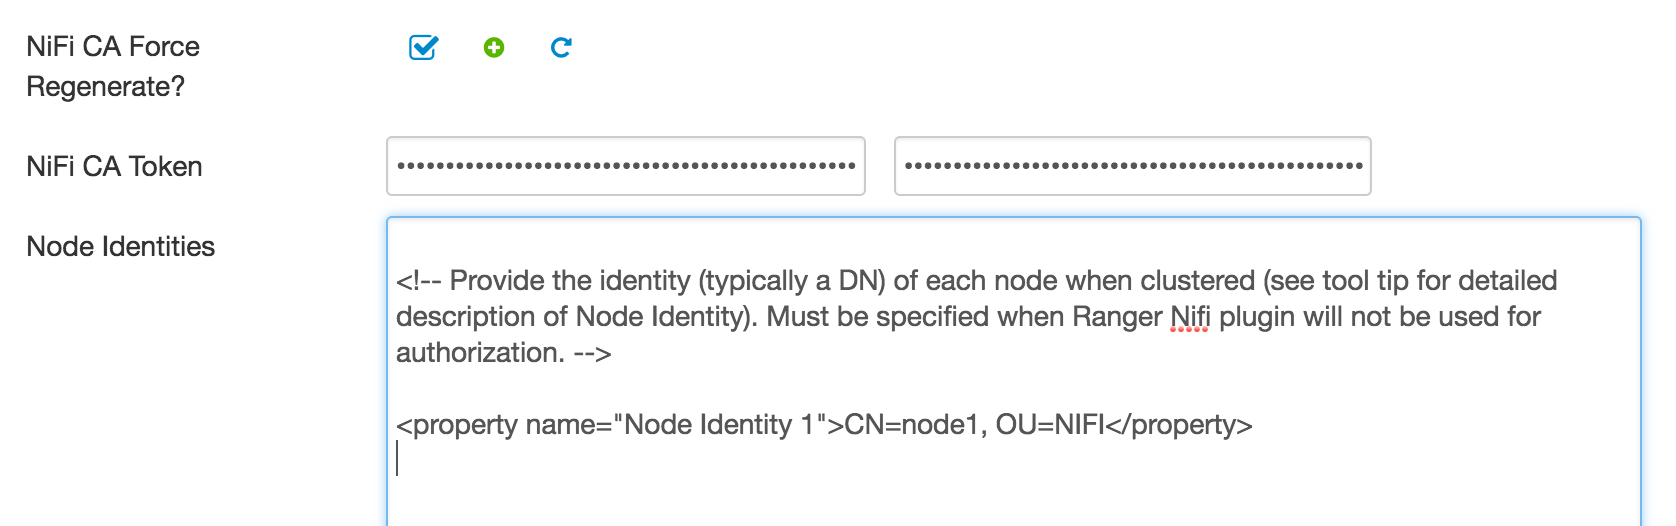 NiFi CA Force
Regenerate?
NiFi CA Token
Node Identities
<!-- Provide the identity (typically a DN) of each node when clustered (see tool tip for detailed
description of Node Identity). Must be specified when Ranger Nifi plugin will not be used for
authorization. -->
<property name="Node Identity 1">CN=node1, OU=NIFI</property>